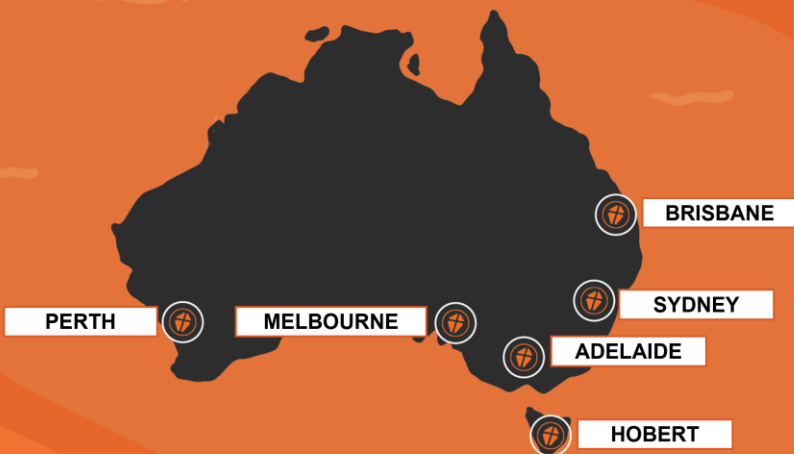 BRISBANE
SYDNEY
PERTH
MELBOURNE
ADELAIDE
HOBERT